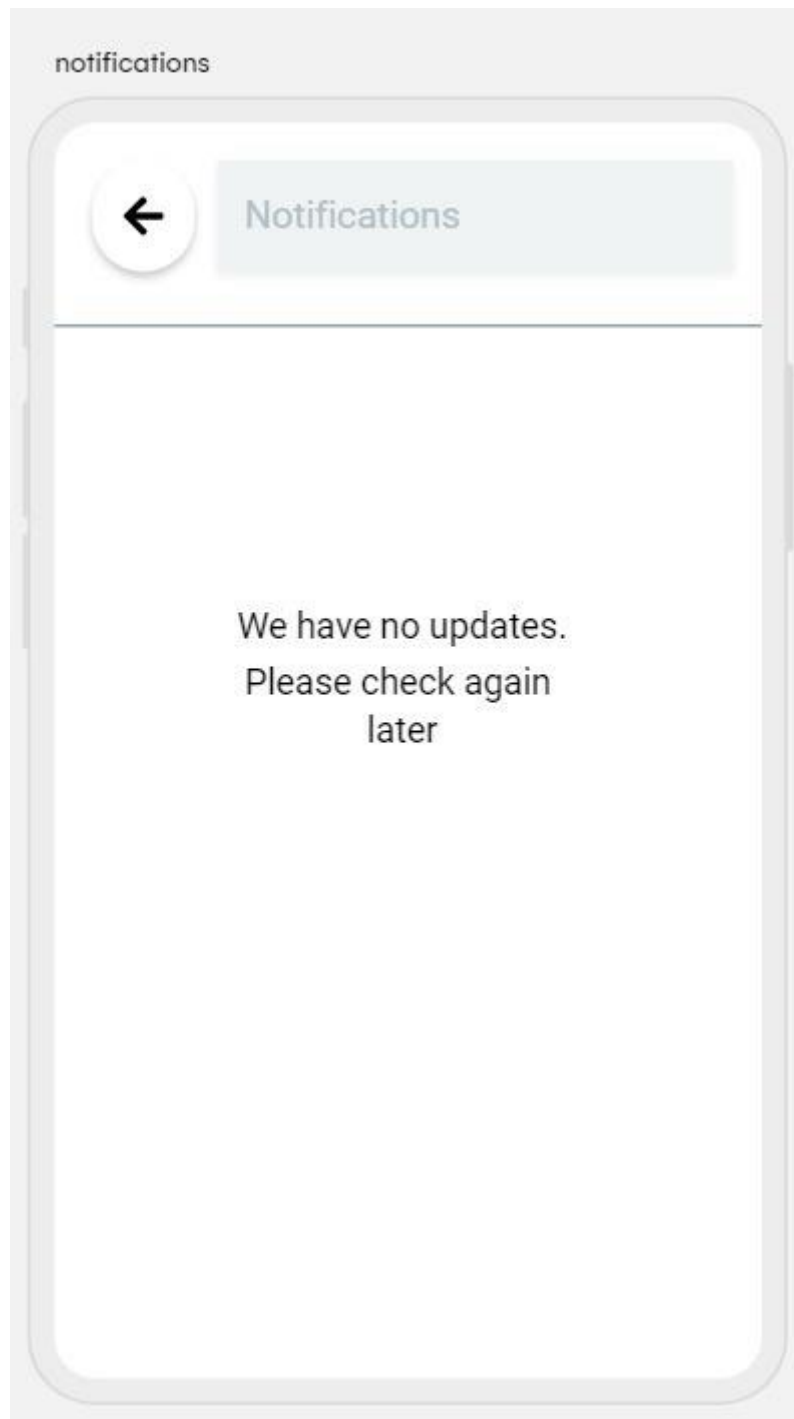 notifications
Notifications
We have no updates.
Please check again
later